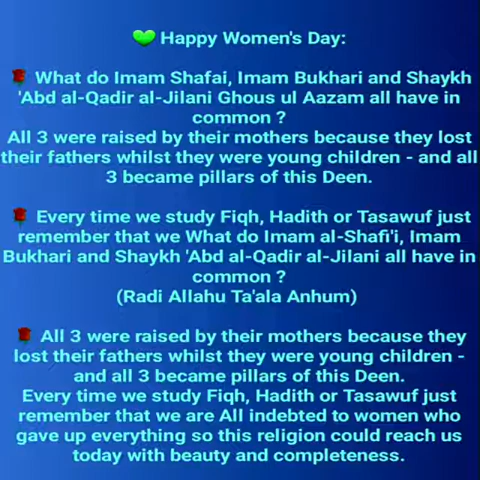 💚 Happy Women's Day:
🌹 What do Imam Shafai, Imam Bukhari and Shaykh
'Abd al-Qadir al-Jilani Ghous ul Aazam all have in
common ?
All 3 were raised by their mothers because they lost
their fathers whilst they were young children - and all
3 became pillars of this Deen.
🌹 Every time we study Fiqh, Hadith or Tasawuf just
remember that we What do Imam al-Shafi'i, Imam
Bukhari and Shaykh 'Abd al-Qadir al-Jilani all have in
common ?
(Radi Allahu Ta'ala Anhum)
🌹 All 3 were raised by their mothers because they
lost their fathers whilst they were young children -
and all 3 became pillars of this Deen.
Every time we study Fiqh, Hadith or Tasawuf just
remember that we are All indebted to women who
gave up everything so this religion could reach us
today with beauty and completeness.